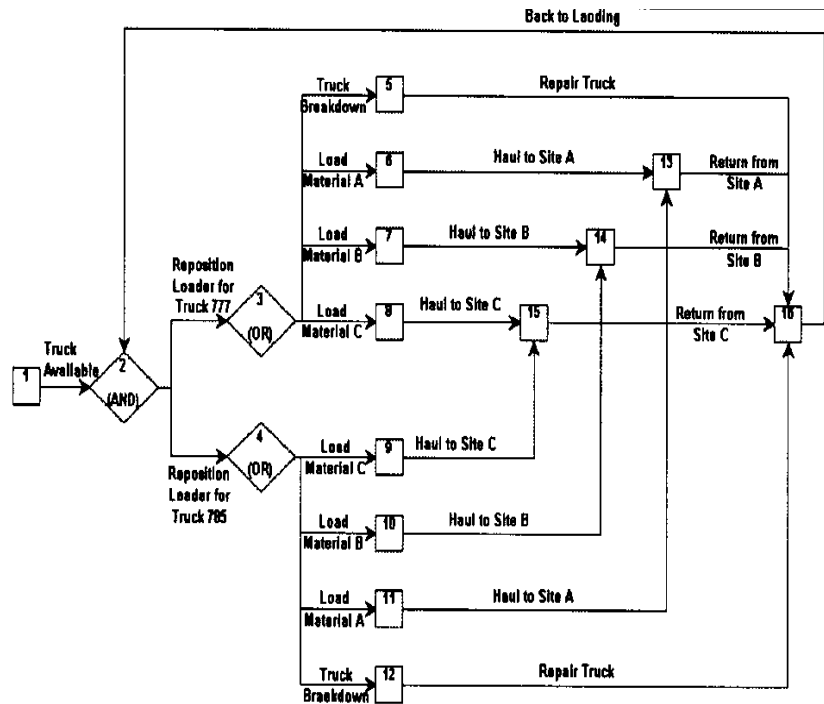 Back to Laoding
Truck
Breakdown
5
Repair Truck
Load
Material A
6
Haul to Site A
13
Return from
Site A
Load
Material B
7
Haul to Site B
14
Return from
Site B
Reposition
Loader for
Truck 777
3
(OR)
Load
Material C
8
Haul to Site C
15
Return from
Site C
16
1
Truck
Available
2
(AND)
4
(OR)
Reposition
Loader for
Truck 785
Load
Material C
9
Haul to Site C
Load
Material B
10
Haul to Site B
Load
Material A
11
Haul to Site A
Truck
Breakdown
12
Repair Truck